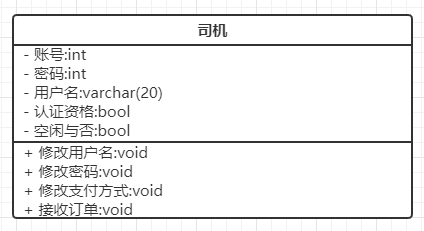 司机
- 账号:int
- 密码:int
- 用户名:varchar(20)
- 认证资格:bool
- 空闲与否:bool
+ 修改用户名:void
+ 修改密码:void
+ 修改支付方式:void
+ 接收订单:void